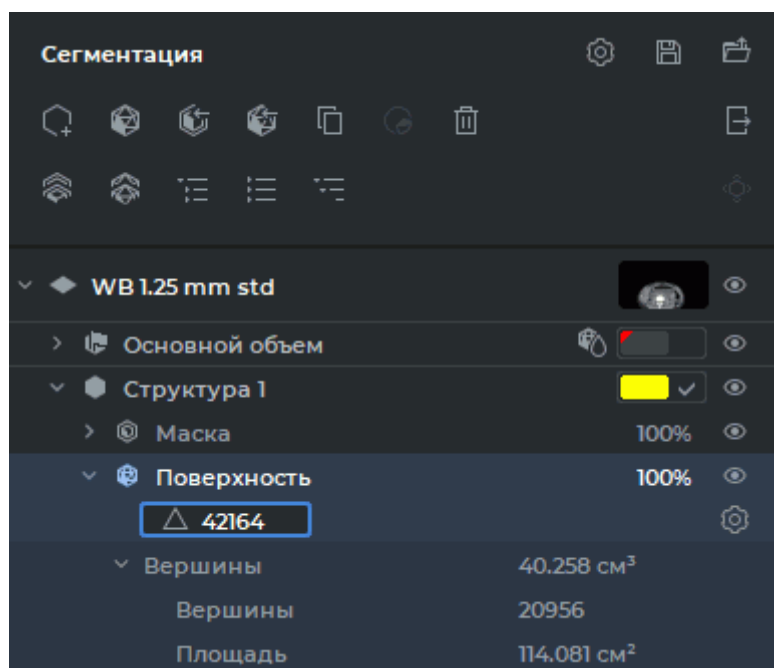 Сегментация
WB 1.25 mm std
Основной объем
Структура 1
Маска 100%
Поверхность 100%
42164
Вершины 40.258 см³
Вершины 20956
Площадь 114.081 см²